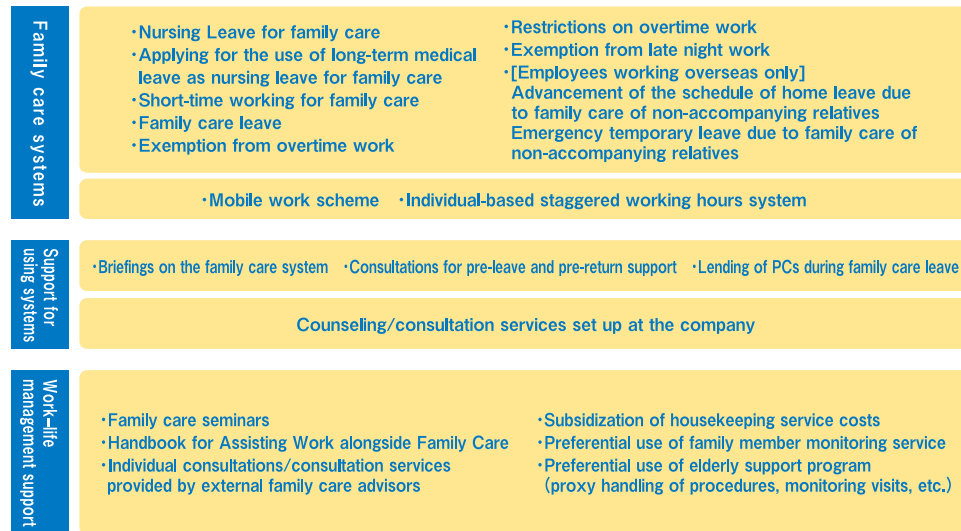 Family care systems
・Nursing Leave for family care
・Applying for the use of long-term medical
leave as nursing leave for family care
・Short-time working for family care
・Family care leave
・Exemption from overtime work
・Restrictions on overtime work
・Exemption from late night work
・[Employees working overseas only]
Advancement of the schedule of home leave due
to family care of non-accompanying relatives
Emergency temporary leave due to family care of
non-accompanying relatives
・Mobile work scheme ・Individual-based staggered working hours system
Support for
using systems
・Briefings on the family care system ・Consultations for pre-leave and pre-return support ・Lending of PCs during family care leave
Counseling/consultation services set up at the company
Work–life
management support
・Family care seminars
・Handbook for Assisting Work alongside Family Care
・Individual consultations/consultation services
provided by external family care advisors
・Subsidization of housekeeping service costs
・Preferential use of family member monitoring service
・Preferential use of elderly support program
(proxy handling of procedures, monitoring visits, etc.)